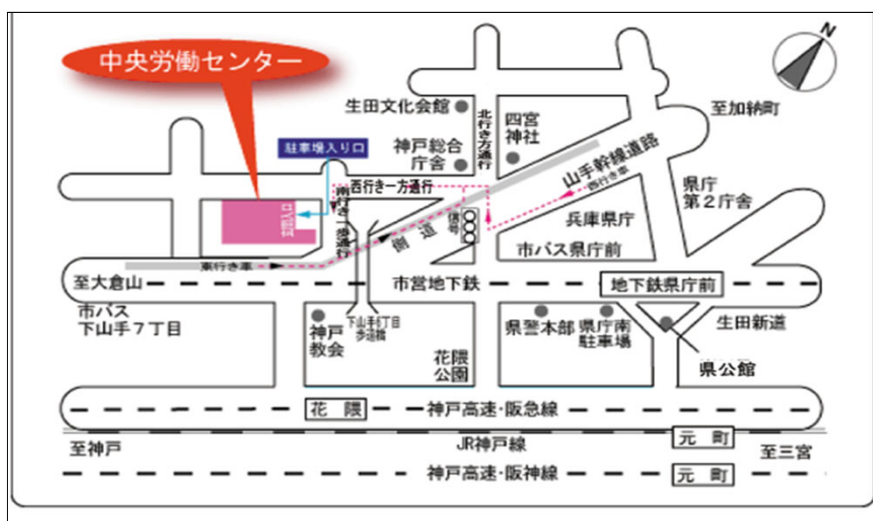 中央労働センター
N
生田文化会館
北行き一方通行
四宮
神社
至加納町
駐車場入り口
神戸総合
庁舎
山手幹線道路
西行き車
西行き一方通行
南行き一歩通行
県庁
第2庁舎
信号
側道
兵庫県庁
市バス県庁前
東行き車
至大倉山
市営地下鉄
地下鉄県庁前
市バス
下山手7丁目
神戸
教会
下山手6丁目
歩道橋
花隈
公園
県警本部
県庁南
駐車場
生田新道
県公館
花隈
神戸高速・阪急線
至神戸
JR神戸線
元町
至三宮
神戸高速・阪神線
元町